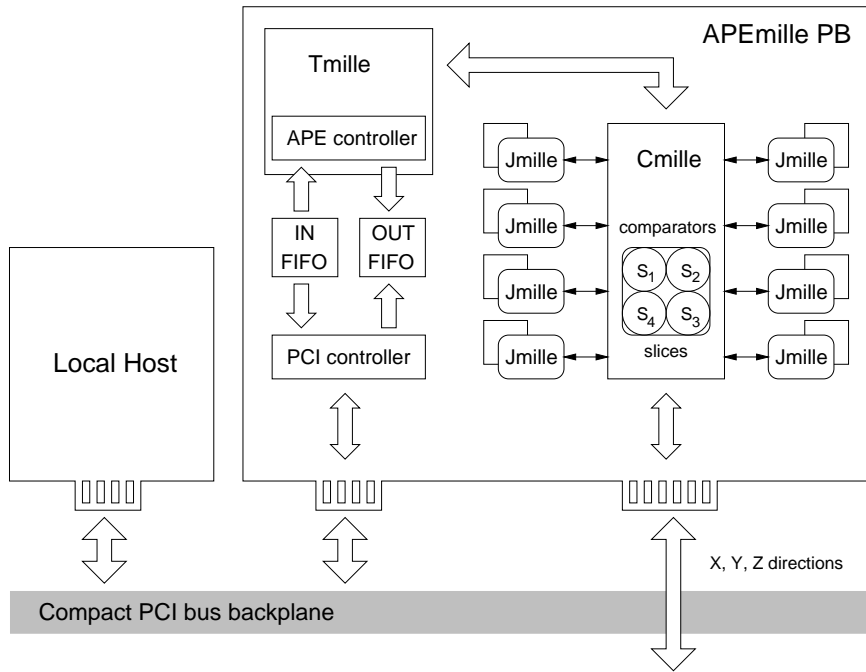 APEmille PB
Tmille
APE controller
IN
FIFO
OUT
FIFO
PCI controller
Local Host
Cmille
comparators
S1
S2
S4
S3
slices
Jmille
Jmille
Jmille
Jmille
Jmille
Jmille
Jmille
Jmille
X, Y, Z directions
Compact PCI bus backplane